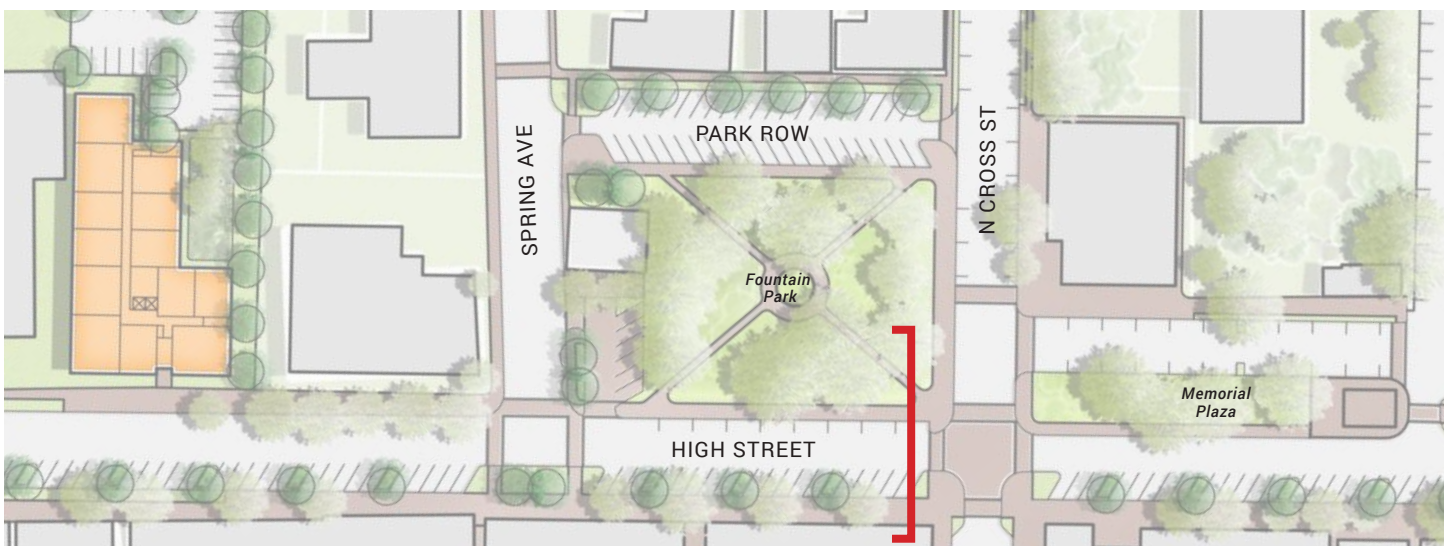 PARK ROW
SPRING AVE
N CROSS ST
Fountain
Park
Memorial
Plaza
HIGH STREET